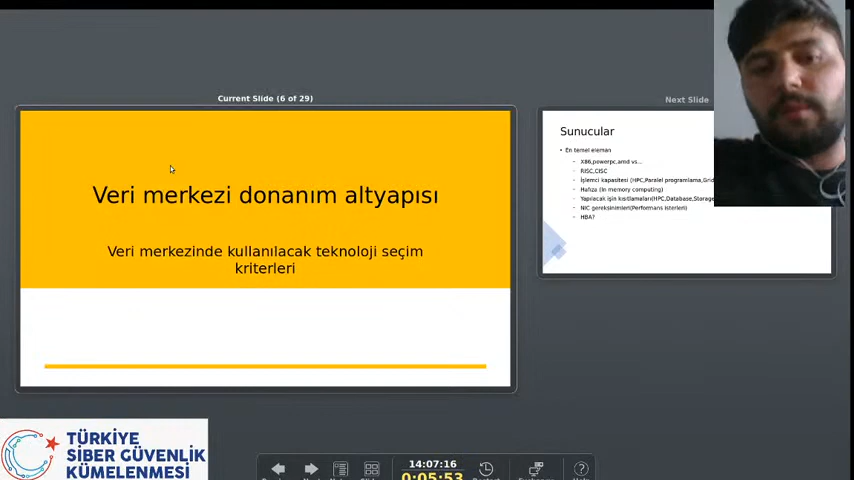 Current Slide (6 of 29)
Veri merkezi donanım altyapısı
Veri merkezinde kullanılacak teknoloji seçim
kriterleri
Next Slide
Sunucular
En temel eleman
X86,powerpc,amd vs...
RISC,CISC
İşlemci kapasitesi (HPC,Paralel programlama,Grid
Hafıza (In memory computing)
Yapılacak işin kısıtlamaları(HPC,Database,Storage
NIC gereksinimleri(Performans isterleri)
HBA?
TÜRKİYE
SİBER GÜVENLİK
KÜMELENMESİ
14:07:16
0:05:53